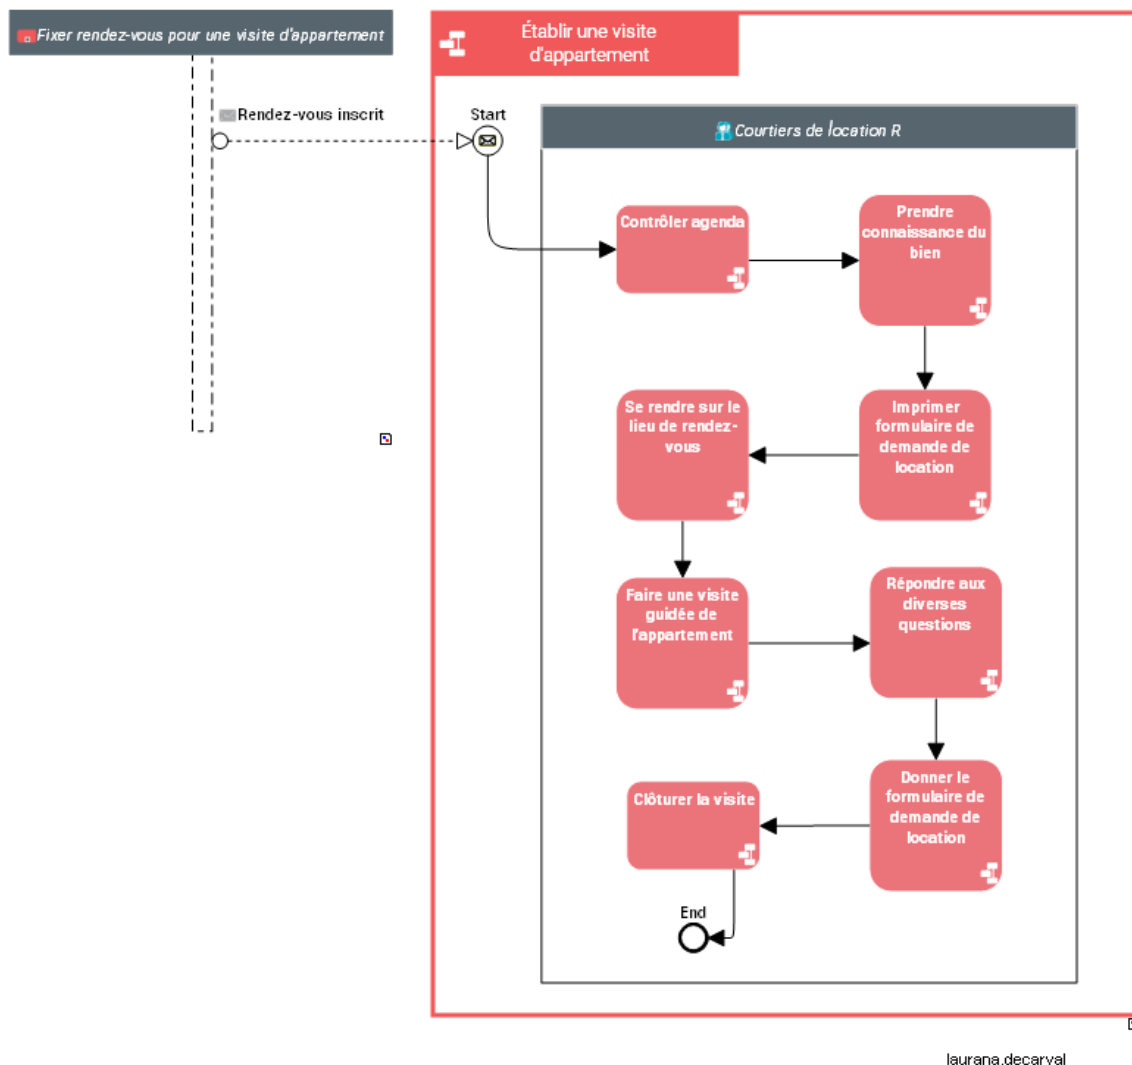 Fixer rendez-vous pour une visite d'appartement
Établir une visite
d'appartement
Rendez-vous inscrit
Start
Courtiers de location R
Contrôler agenda
Prendre
connaissance du
bien
Se rendre sur le
lieu de rendez-
vous
Imprimer
formulaire de
demande de
location
Faire une visite
guidée de
l'appartement
Répondre aux
diverses
questions
Clôturer la visite
Donner le
formulaire de
demande de
location
End
laurana.decarval